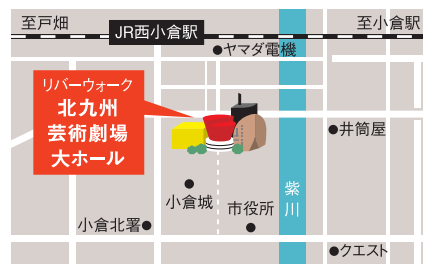 至戸畑
JR西小倉駅
至小倉駅
ヤマダ電機
リバーウォーク
北九州
芸術劇場
大ホール
井筒屋
紫川
小倉城
市役所
小倉北署
クエスト